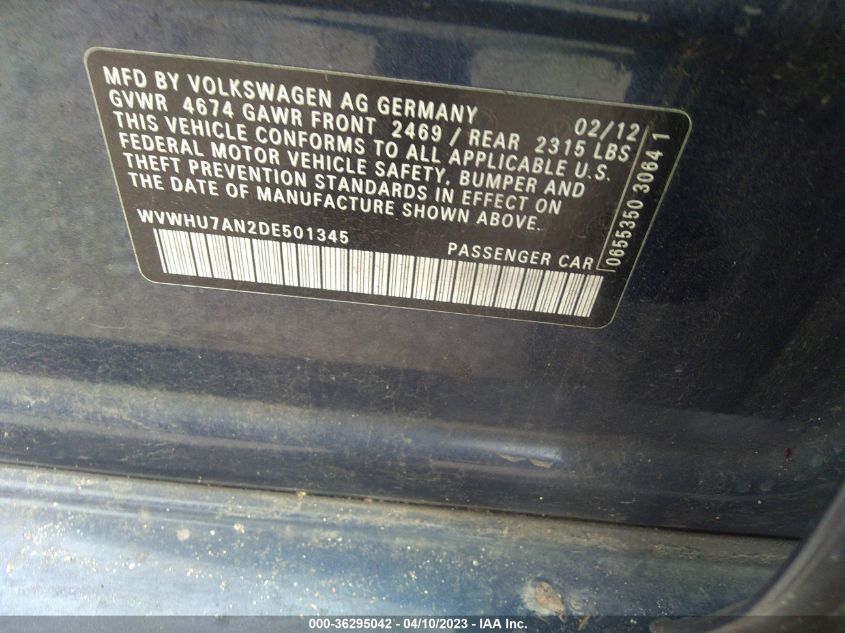 MFD BY VOLKSWAGEN AG GERMANY 02/12
GVWR 4674 GAWR FRONT 2469 / REAR 2315 LBS
THIS VEHICLE CONFORMS TO ALL APPLICABLE U.S.
FEDERAL MOTOR VEHICLE SAFETY, BUMPER AND
THEFT PREVENTION STANDARDS IN EFFECT ON
THE DATE OF MANUFACTURE SHOWN ABOVE.
WVWHU7AN2DE501345 PASSENGER CAR
0655350 3064 1
000-36295042 - 04/10/2023 - IAA Inc.